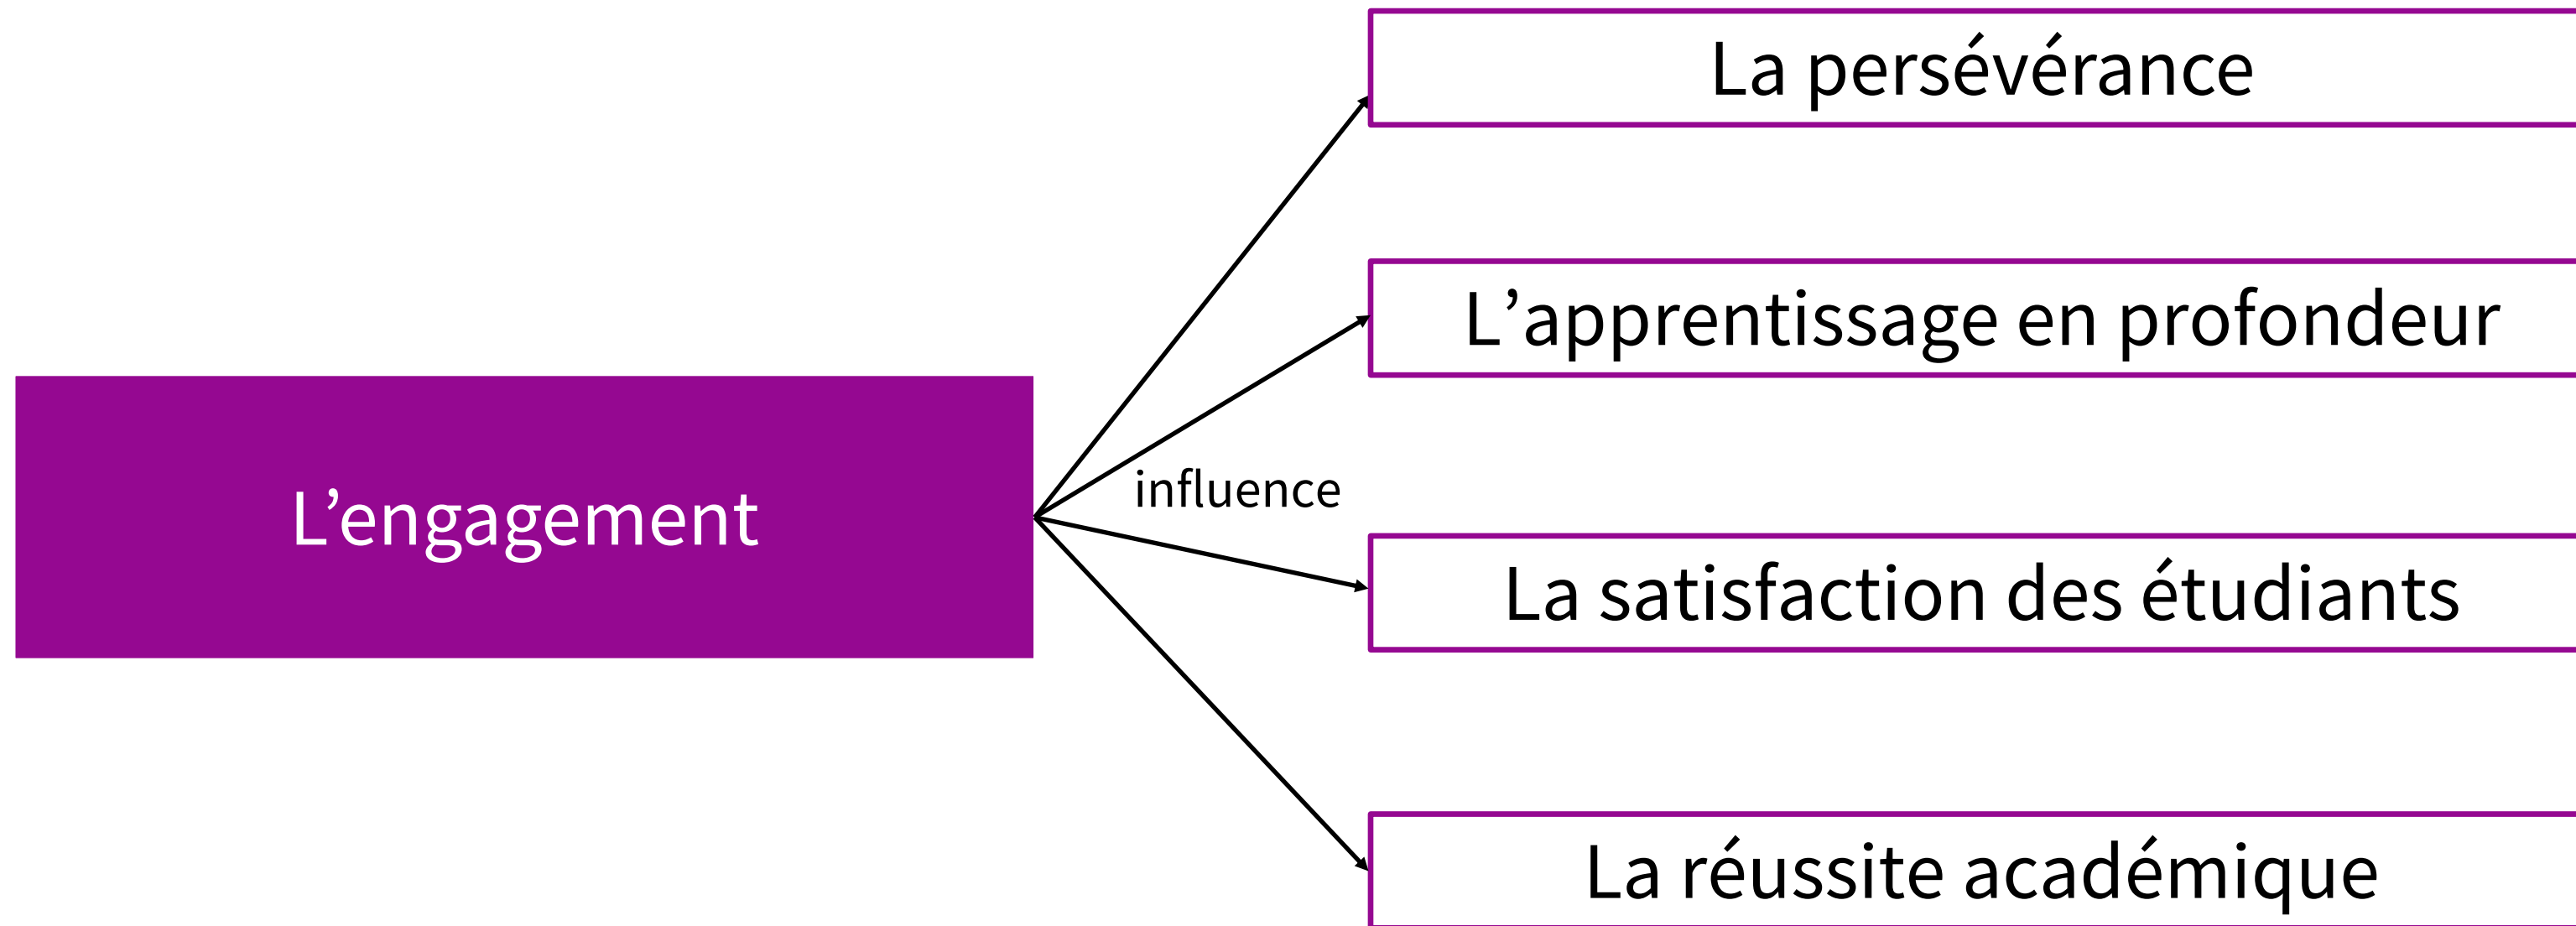 L’engagement
influence
La persévérance
L’apprentissage en profondeur
La satisfaction des étudiants
La réussite académique